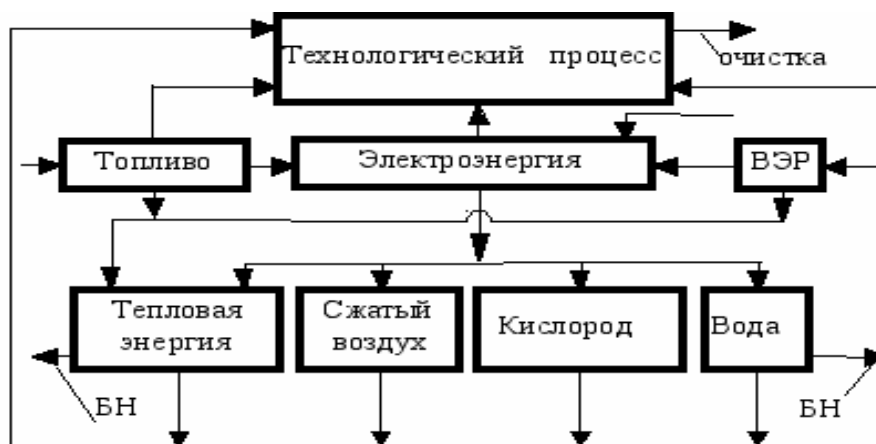 Технологический процесс
очистка
Топливо
Электроэнергия
ВЭР
Тепловая
энергия
Сжатый
воздух
Кислород
Вода
БН
БН